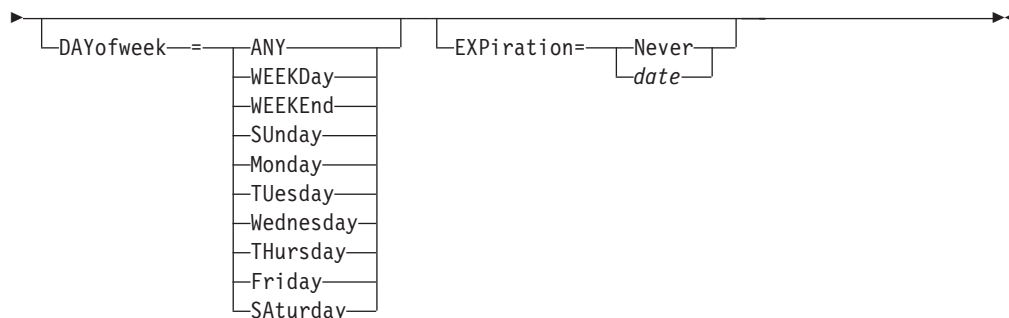 DAYofweek = ANY EXPiration= Never
WEEKDay date
WEEKEnd
SUnday
Monday
TUesday
Wednesday
THursday
Friday
SAturday